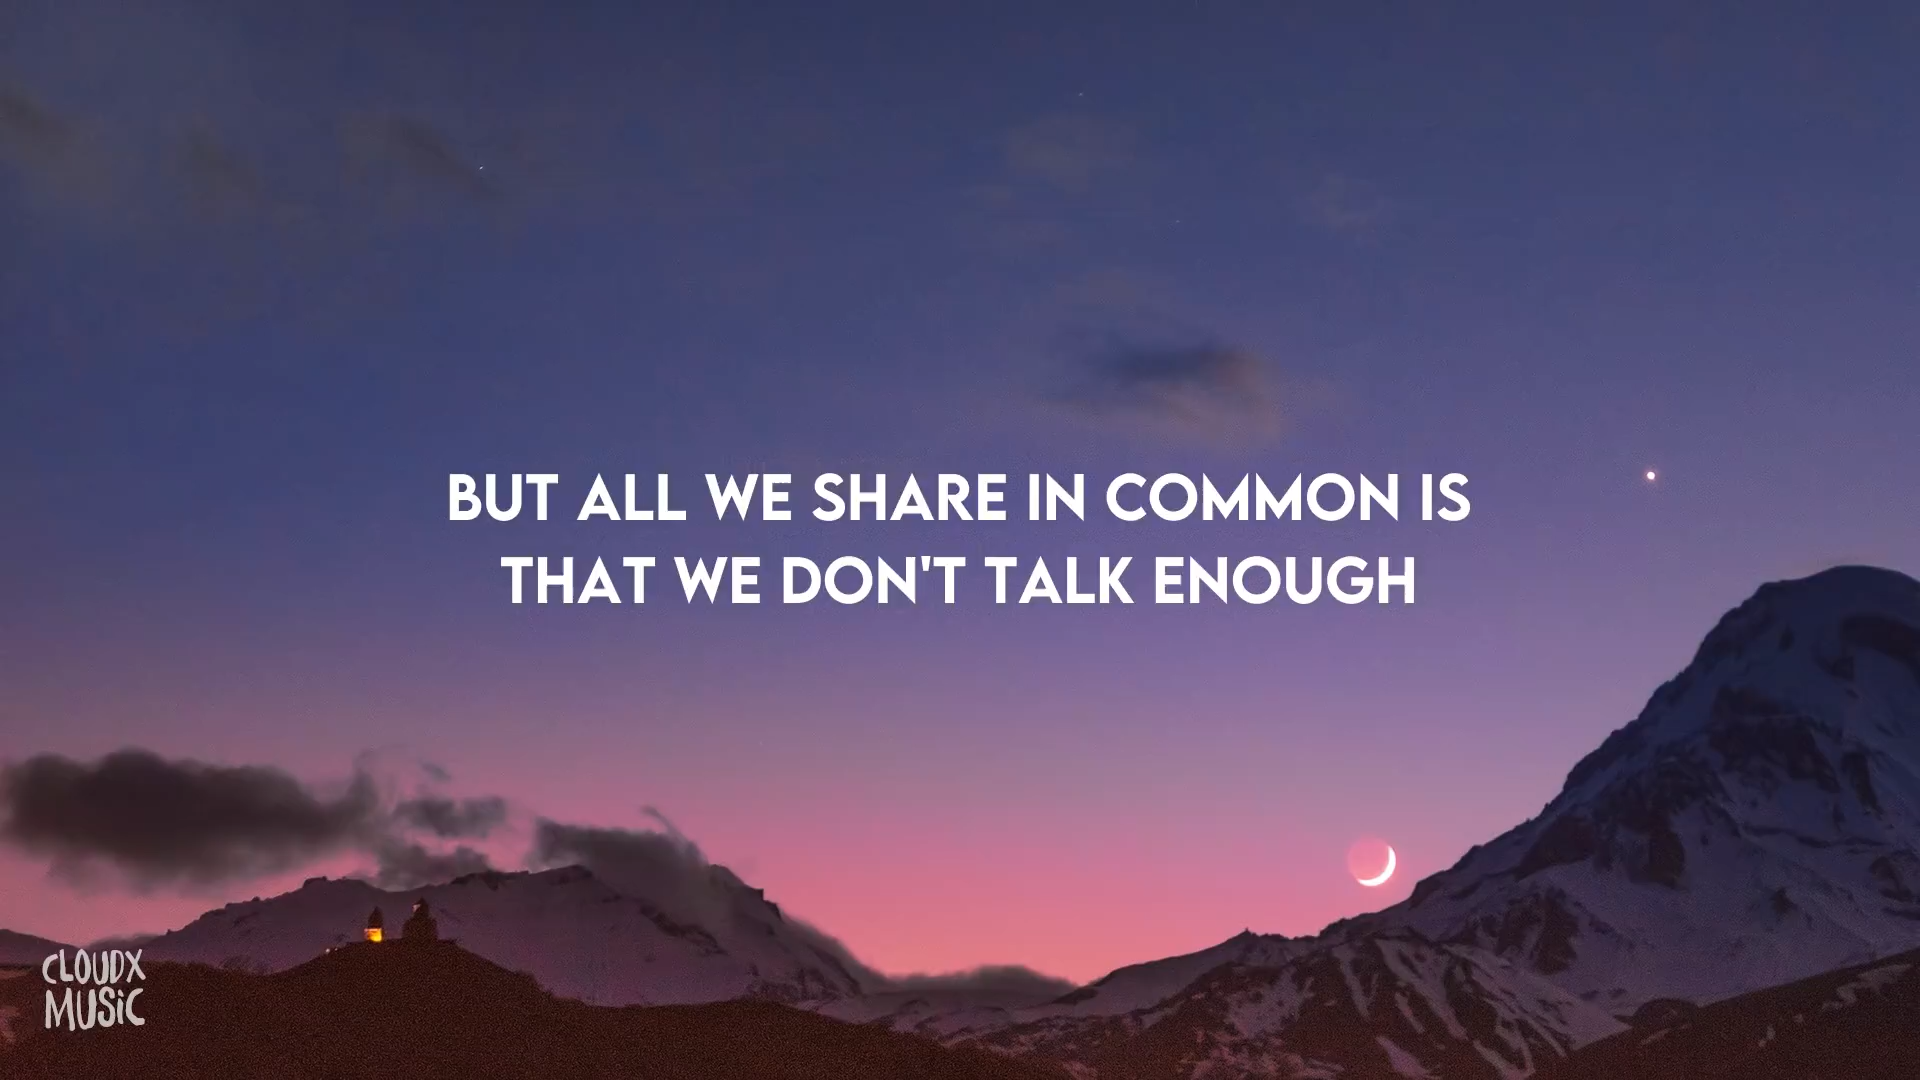 BUT ALL WE SHARE IN COMMON IS
THAT WE DON'T TALK ENOUGH
CLOUDX
MUSiC